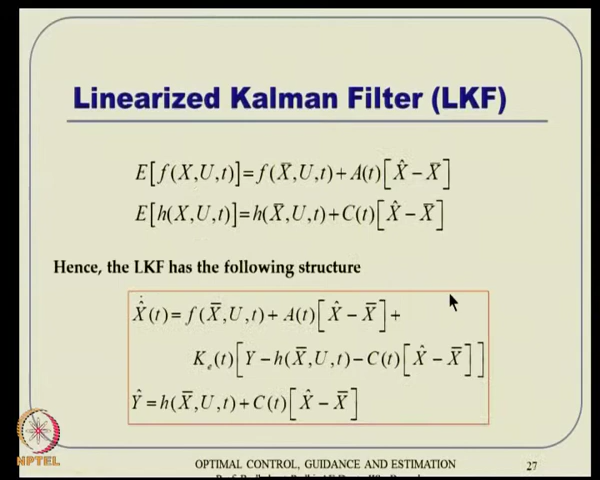 Linearized Kalman Filter (LKF)
E[f(X,U,t)]=f(X̄,U,t)+A(t)[X̂−X̄]
E[h(X,U,t)]=h(X̄,U,t)+C(t)[X̂−X̄]
Hence, the LKF has the following structure
X̂̇(t)=f(X̄,U,t)+A(t)[X̂−X̄]+
Kₑ(t)[Y−h(X̄,U,t)−C(t)[X̂−X̄]]
Ŷ=h(X̄,U,t)+C(t)[X̂−X̄]
NPTEL
OPTIMAL CONTROL, GUIDANCE AND ESTIMATION
27